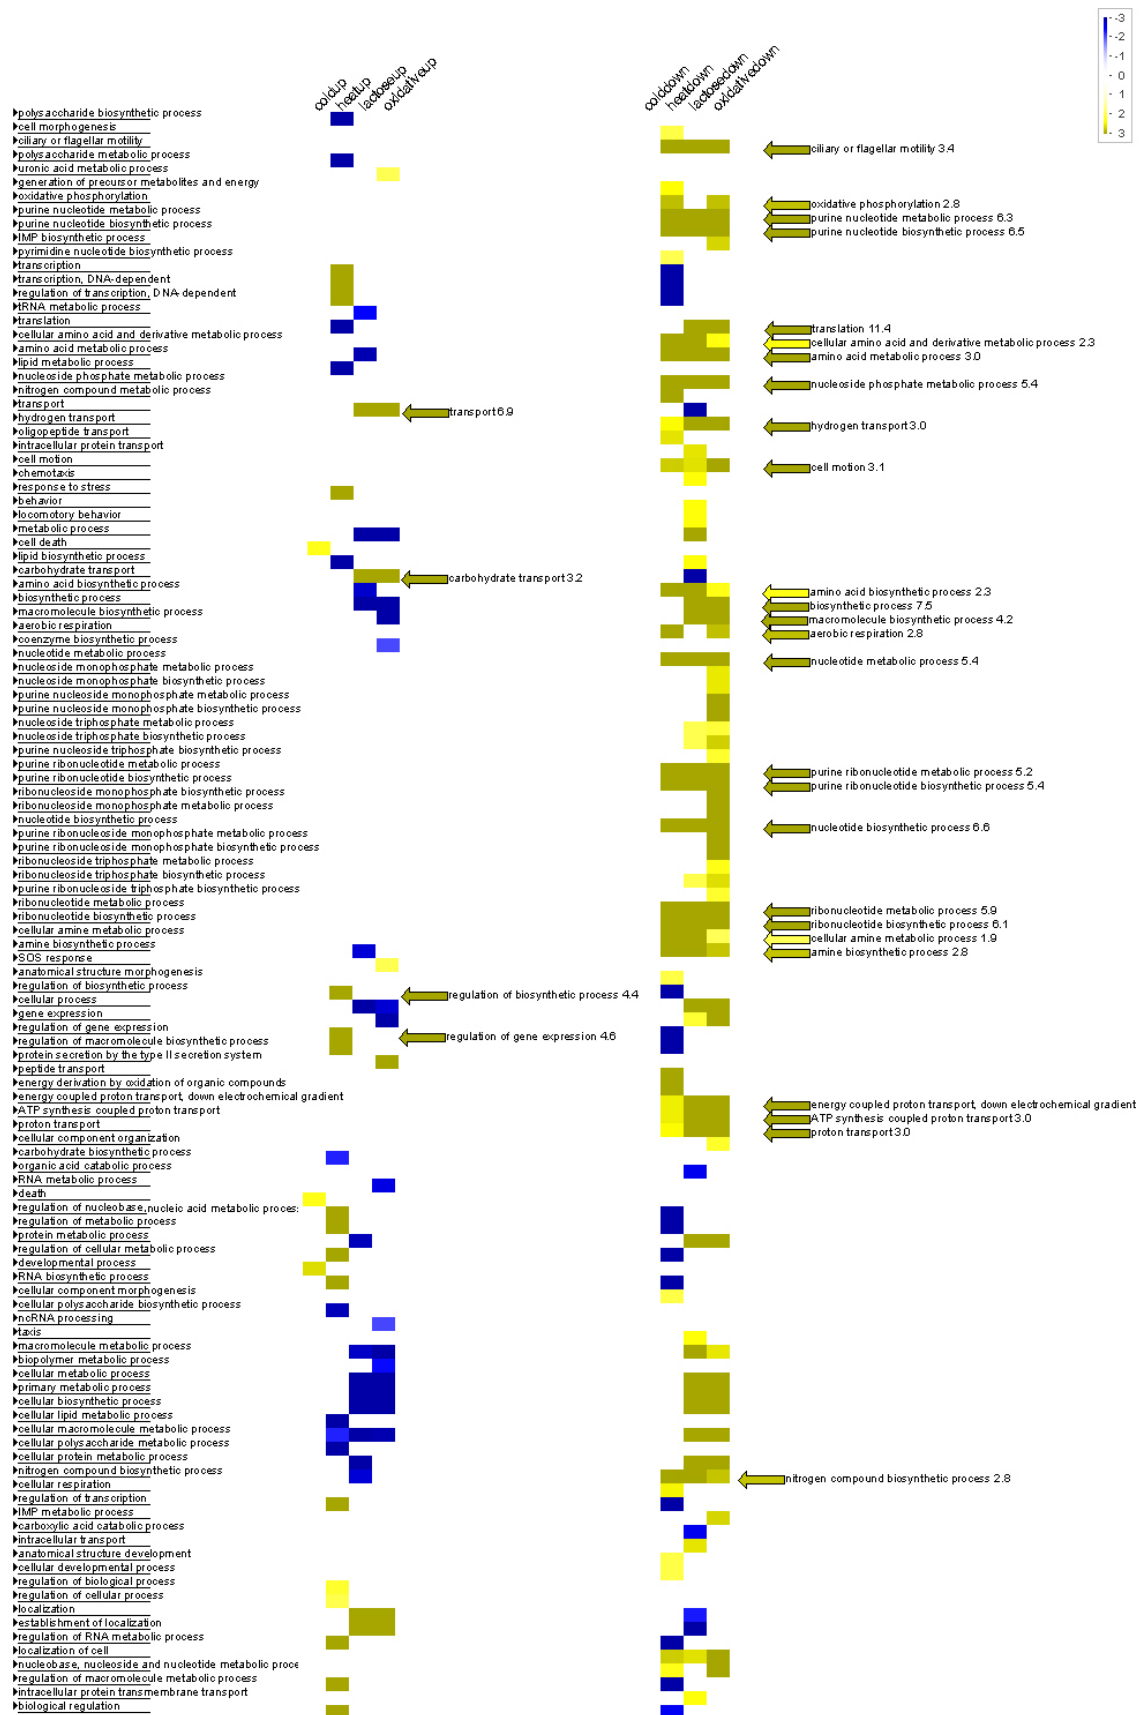 -3
-2
-1
0
1
2
3
coldup
heatup
lactoseup
oxidativeup
colddown
heatdown
lactosedown
oxidativedown
polysaccharide biosynthetic process
cell morphogenesis
ciliary or flagellar motility
ciliary or flagellar motility 3.4
polysaccharide metabolic process
uronic acid metabolic process
generation of precursor metabolites and energy
oxidative phosphorylation
oxidative phosphorylation 2.8
purine nucleotide metabolic process
purine nucleotide metabolic process 6.3
purine nucleotide biosynthetic process
purine nucleotide biosynthetic process 6.5
IMP biosynthetic process
pyrimidine nucleotide biosynthetic process
transcription
transcription, DNA-dependent
regulation of transcription, DNA-dependent
tRNA metabolic process
translation
translation 11.4
cellular amino acid and derivative metabolic process
cellular amino acid and derivative metabolic process 2.3
amino acid metabolic process
amino acid metabolic process 3.0
lipid metabolic process
nucleoside phosphate metabolic process
nucleoside phosphate metabolic process 5.4
nitrogen compound metabolic process
transport
transport 6.9
hydrogen transport
hydrogen transport 3.0
oligopeptide transport
intracellular protein transport
cell motion
cell motion 3.1
chemotaxis
response to stress
behavior
locomotory behavior
metabolic process
cell death
lipid biosynthetic process
carbohydrate transport
carbohydrate transport 3.2
amino acid biosynthetic process
amino acid biosynthetic process 2.3
biosynthetic process
biosynthetic process 7.5
macromolecule biosynthetic process
macromolecule biosynthetic process 4.2
aerobic respiration
aerobic respiration 2.8
coenzyme biosynthetic process
nucleotide metabolic process
nucleotide metabolic process 5.4
nucleoside monophosphate metabolic process
nucleoside monophosphate biosynthetic process
purine nucleoside monophosphate metabolic process
purine nucleoside monophosphate biosynthetic process
nucleoside triphosphate metabolic process
nucleoside triphosphate biosynthetic process
purine nucleoside triphosphate biosynthetic process
purine ribonucleotide metabolic process
purine ribonucleotide metabolic process 5.2
purine ribonucleotide biosynthetic process
purine ribonucleotide biosynthetic process 5.4
ribonucleoside monophosphate biosynthetic process
ribonucleoside monophosphate metabolic process
nucleotide biosynthetic process
nucleotide biosynthetic process 6.6
purine ribonucleoside monophosphate metabolic process
purine ribonucleoside monophosphate biosynthetic process
ribonucleoside triphosphate metabolic process
ribonucleoside triphosphate biosynthetic process
purine ribonucleoside triphosphate biosynthetic process
ribonucleotide metabolic process
ribonucleotide metabolic process 5.9
ribonucleotide biosynthetic process
ribonucleotide biosynthetic process 6.1
cellular amine metabolic process
cellular amine metabolic process 1.9
amine biosynthetic process
amine biosynthetic process 2.8
SOS response
anatomical structure morphogenesis
regulation of biosynthetic process
regulation of biosynthetic process 4.4
cellular process
gene expression
regulation of gene expression
regulation of gene expression 4.6
regulation of macromolecule biosynthetic process
protein secretion by the type II secretion system
peptide transport
energy derivation by oxidation of organic compounds
energy coupled proton transport, down electrochemical gradient
energy coupled proton transport, down electrochemical gradient
ATP synthesis coupled proton transport
ATP synthesis coupled proton transport 3.0
proton transport
proton transport 3.0
cellular component organization
carbohydrate biosynthetic process
organic acid catabolic process
RNA metabolic process
death
regulation of nucleobase, nucleic acid metabolic proces
regulation of metabolic process
protein metabolic process
regulation of cellular metabolic process
developmental process
RNA biosynthetic process
cellular component morphogenesis
cellular polysaccharide biosynthetic process
ncRNA processing
taxis
macromolecule metabolic process
biopolymer metabolic process
cellular metabolic process
primary metabolic process
cellular biosynthetic process
cellular lipid metabolic process
cellular macromolecule metabolic process
cellular polysaccharide metabolic process
cellular protein metabolic process
nitrogen compound biosynthetic process
nitrogen compound biosynthetic process 2.8
cellular respiration
regulation of transcription
IMP metabolic process
carboxylic acid catabolic process
intracellular transport
anatomical structure development
cellular developmental process
regulation of biological process
regulation of cellular process
localization
establishment of localization
regulation of RNA metabolic process
localization of cell
nucleobase, nucleoside and nucleotide metabolic proce
regulation of macromolecule metabolic process
intracellular protein transmembrane transport
biological regulation